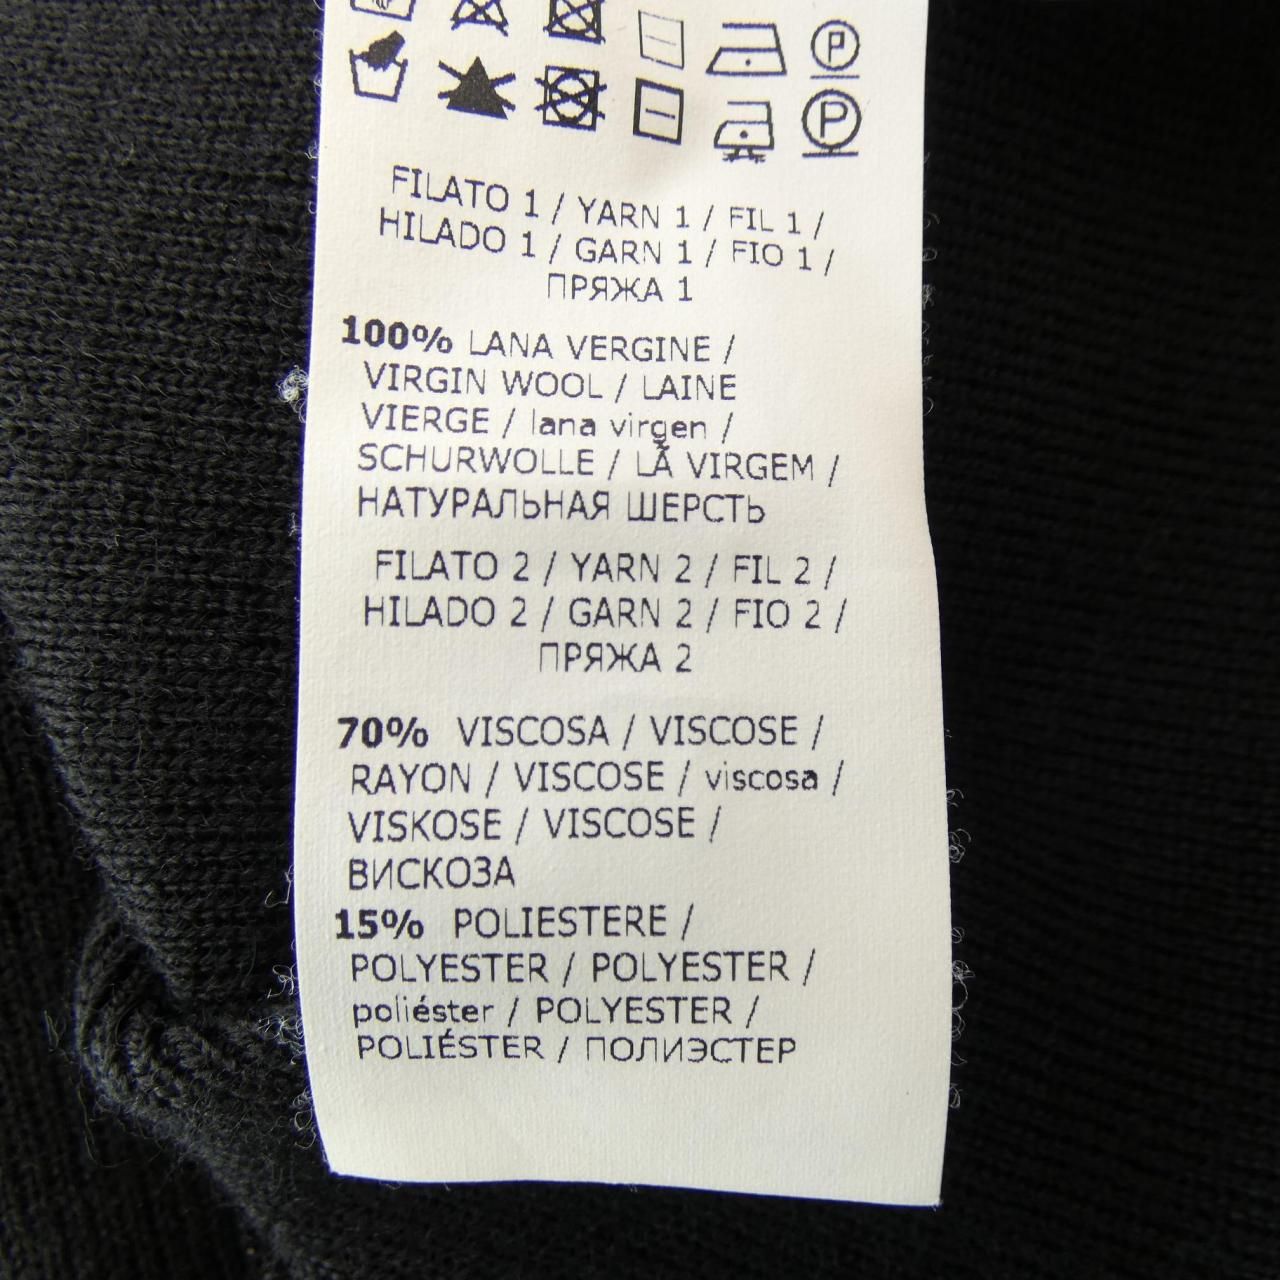 FILATO 1 / YARN 1 / FIL 1 /
HILADO 1 / GARN 1 / FIO 1 /
ПРЯЖА 1
100% LANA VERGINE /
VIRGIN WOOL / LAINE
VIERGE / lana virgen /
SCHURWOLLE / LÃ VIRGEM /
НАТУРАЛЬНАЯ ШЕРСТЬ
FILATO 2 / YARN 2 / FIL 2 /
HILADO 2 / GARN 2 / FIO 2 /
ПРЯЖА 2
70% VISCOSA / VISCOSE /
RAYON / VISCOSE / viscosa /
VISKOSE / VISCOSE /
ВИСКОЗА
15% POLIESTERE /
POLYESTER / POLYESTER /
poliéster / POLYESTER /
POLIÉSTER / ПОЛИЭСТЕР